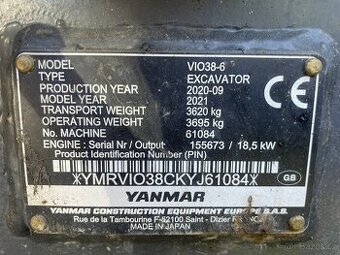 MODEL VIO38-6
TYPE EXCAVATOR
PRODUCTION YEAR 2020-09
MODEL YEAR 2021
TRANSPORT WEIGHT 3620 kg
OPERATING WEIGHT 3695 kg
No. MACHINE 61084
ENGINE : Serial Nr / Output 155673 / 18,5 kW
Product Identification Number (PIN)
*YMRVIO38CKYJ61084*
CE
GB
YANMAR
YANMAR CONSTRUCTION EQUIPMENT EUROPE S.A.S.
Rue de la Tambourine F-52100 Saint - Dizier
MADE IN JAPAN